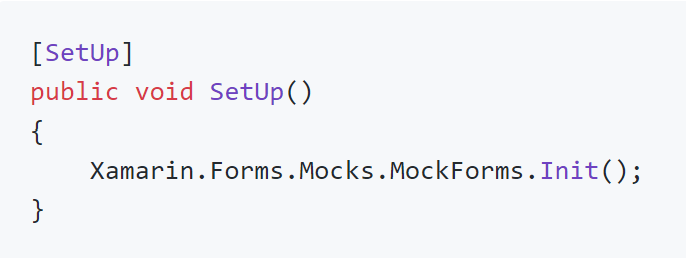 [SetUp]
public void SetUp()
{
    Xamarin.Forms.Mocks.MockForms.Init();
}